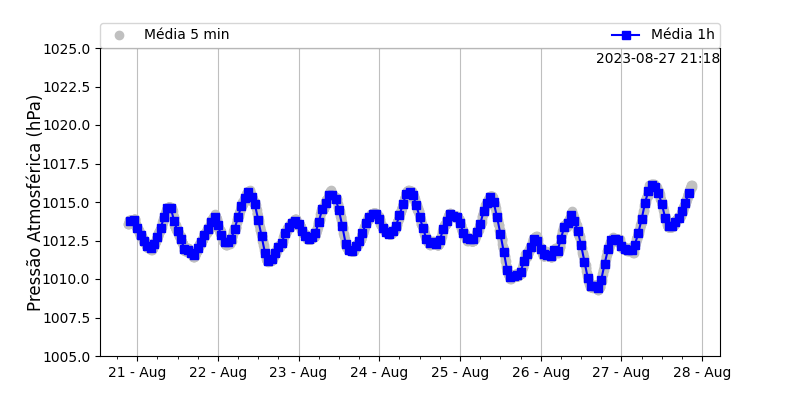 Média 5 min
Média 1h
2023-08-27 21:18
Pressão Atmosférica (hPa)
1025.0
1022.5
1020.0
1017.5
1015.0
1012.5
1010.0
1007.5
1005.0
21 - Aug
22 - Aug
23 - Aug
24 - Aug
25 - Aug
26 - Aug
27 - Aug
28 - Aug